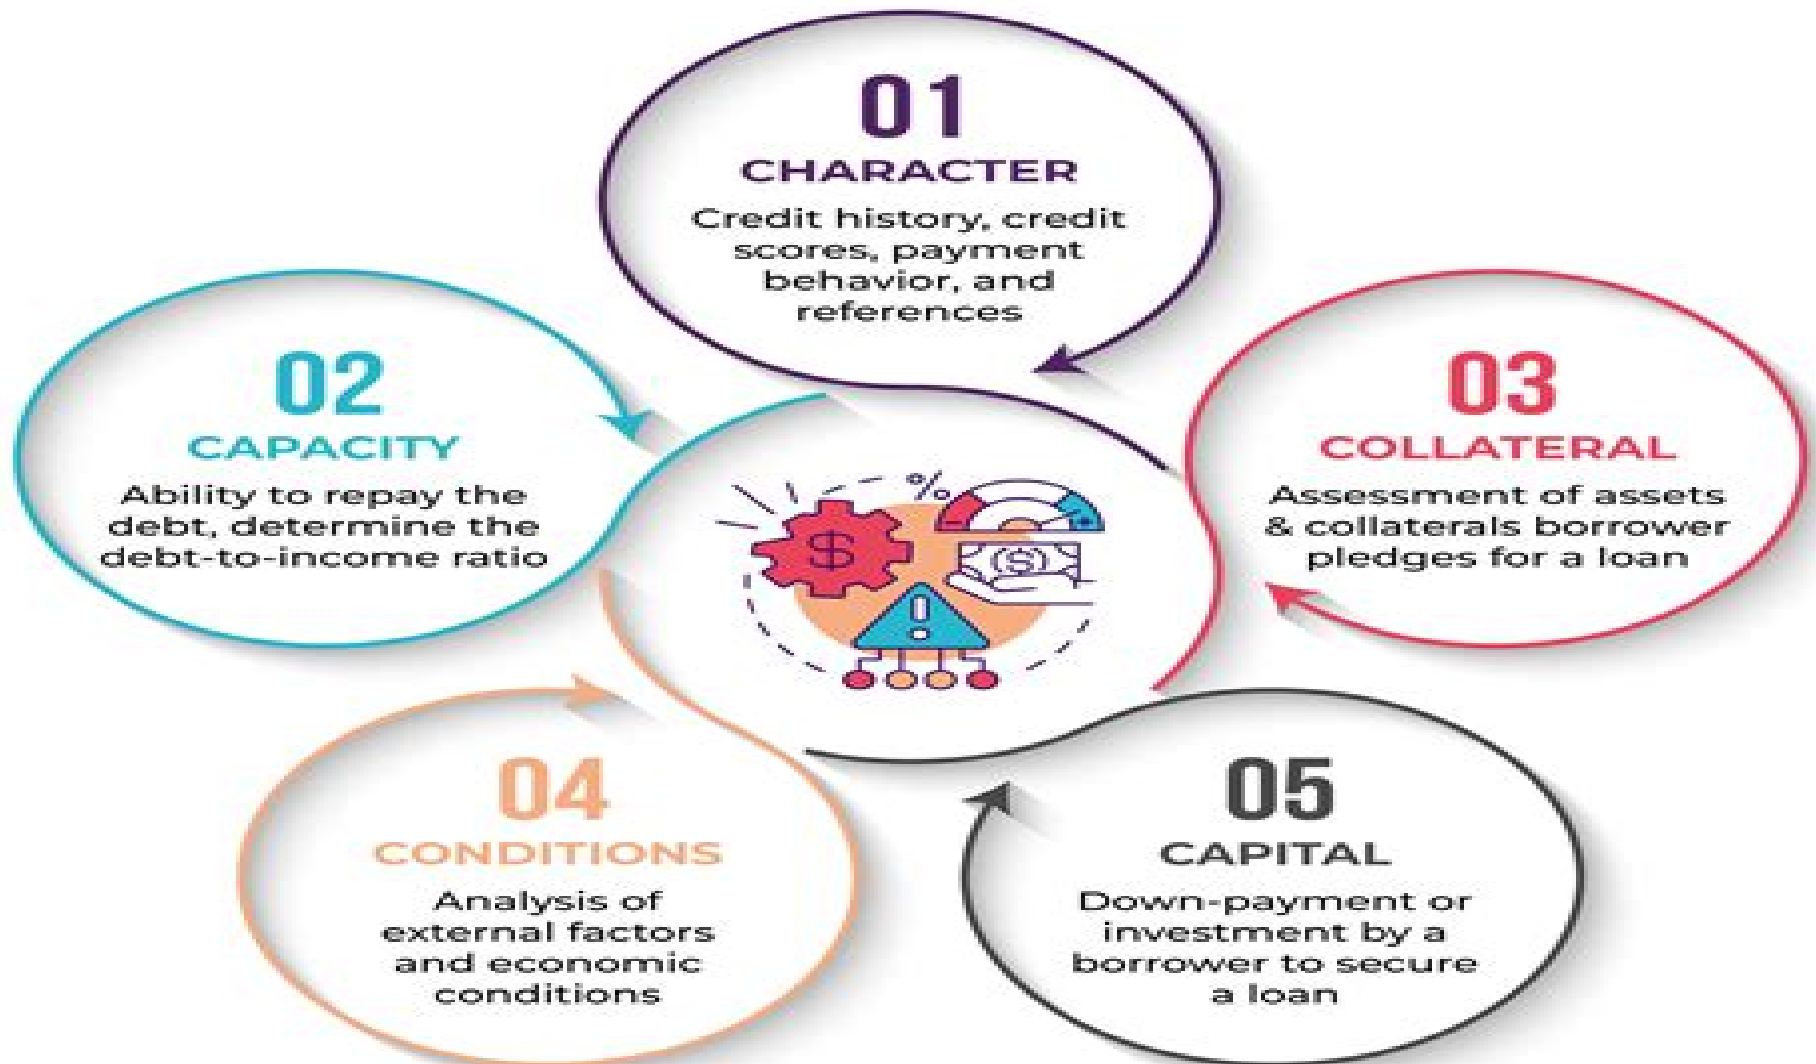 01
CHARACTER
Credit history, credit
scores, payment
behavior, and
references
02
CAPACITY
Ability to repay the
debt, determine the
debt-to-income ratio
03
COLLATERAL
Assessment of assets
& collaterals borrower
pledges for a loan
%
$
($)
!
04
CONDITIONS
Analysis of
external factors
and economic
conditions
05
CAPITAL
Down-payment or
investment by a
borrower to secure
a loan